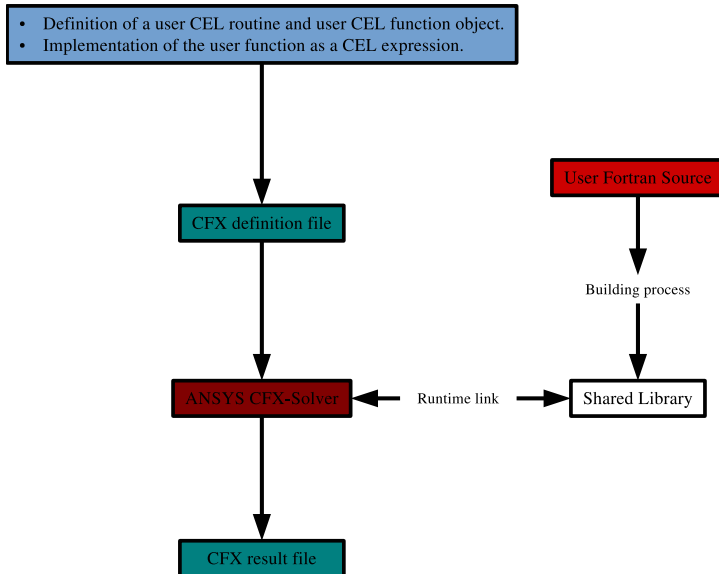 • Definition of a user CEL routine and user CEL function object.
• Implementation of the user function as a CEL expression.
User Fortran Source
CFX definition file
Building process
ANSYS CFX-Solver
Runtime link
Shared Library
CFX result file